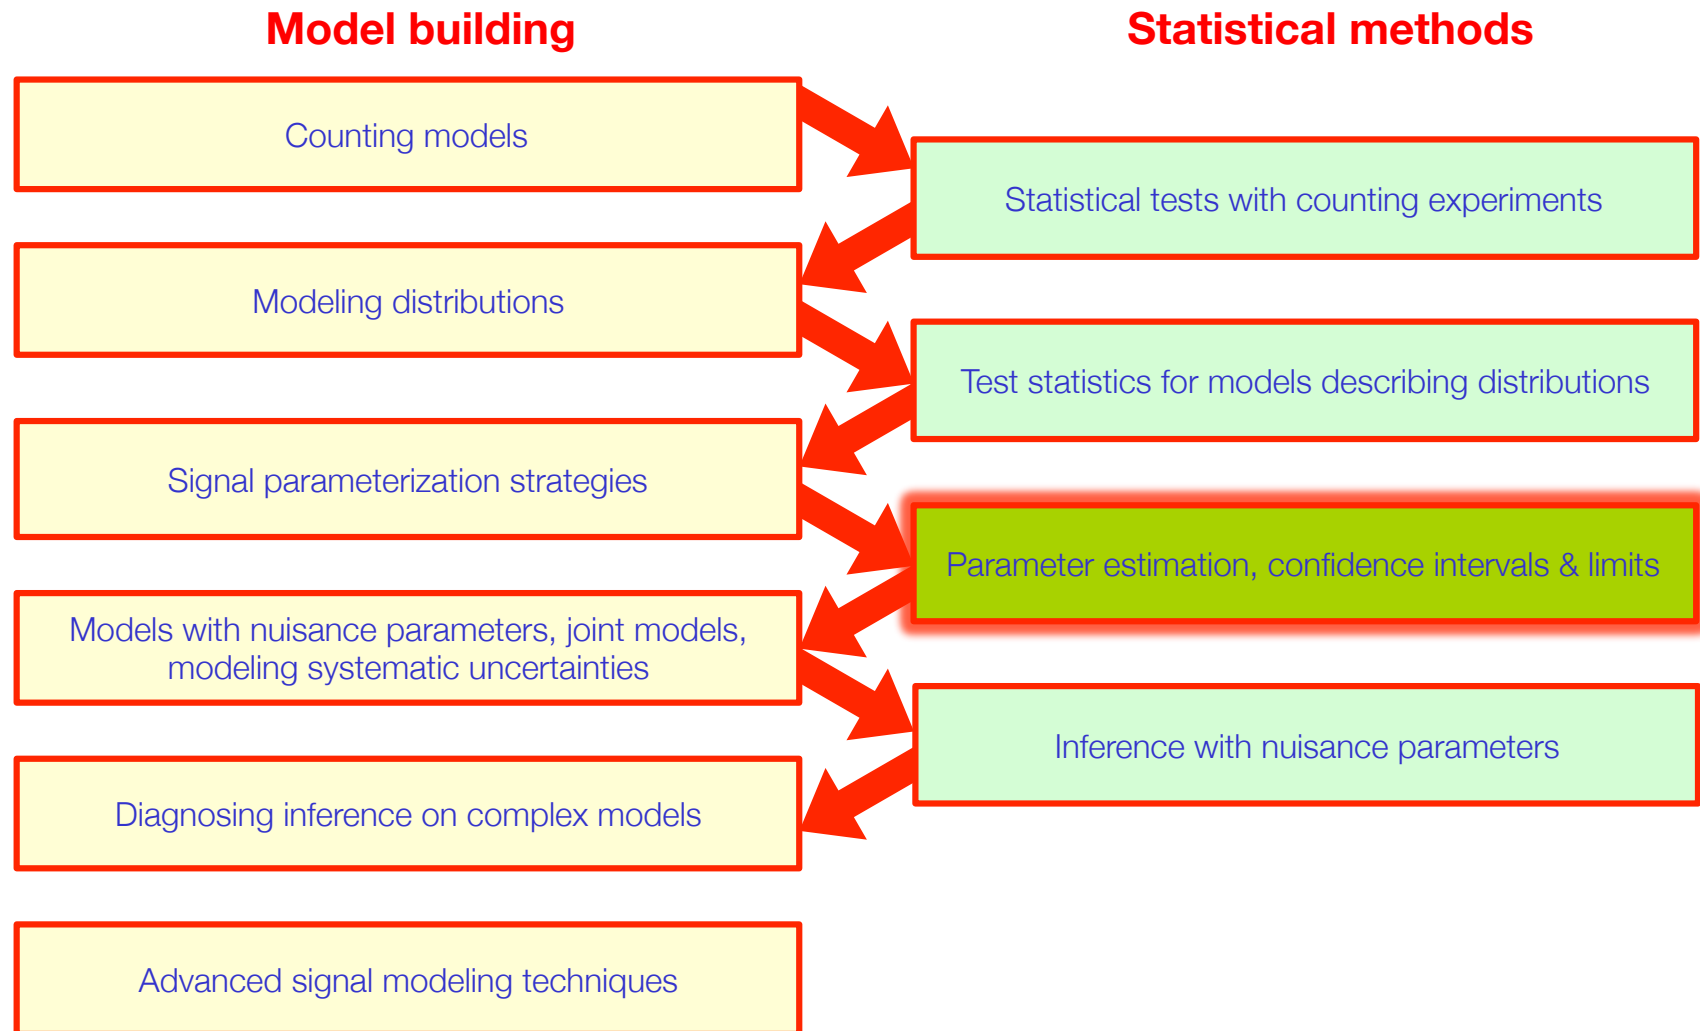 Model building
Statistical methods
Counting models
Statistical tests with counting experiments
Modeling distributions
Test statistics for models describing distributions
Signal parameterization strategies
Parameter estimation, confidence intervals & limits
Models with nuisance parameters, joint models,
modeling systematic uncertainties
Inference with nuisance parameters
Diagnosing inference on complex models
Advanced signal modeling techniques